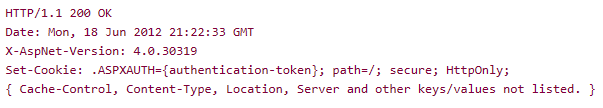 HTTP/1.1 200 OK
Date: Mon, 18 Jun 2012 21:22:33 GMT
X-AspNet-Version: 4.0.30319
Set-Cookie: .ASPXAUTH={authentication-token}; path=/; secure; HttpOnly;
{ Cache-Control, Content-Type, Location, Server and other keys/values not listed. }